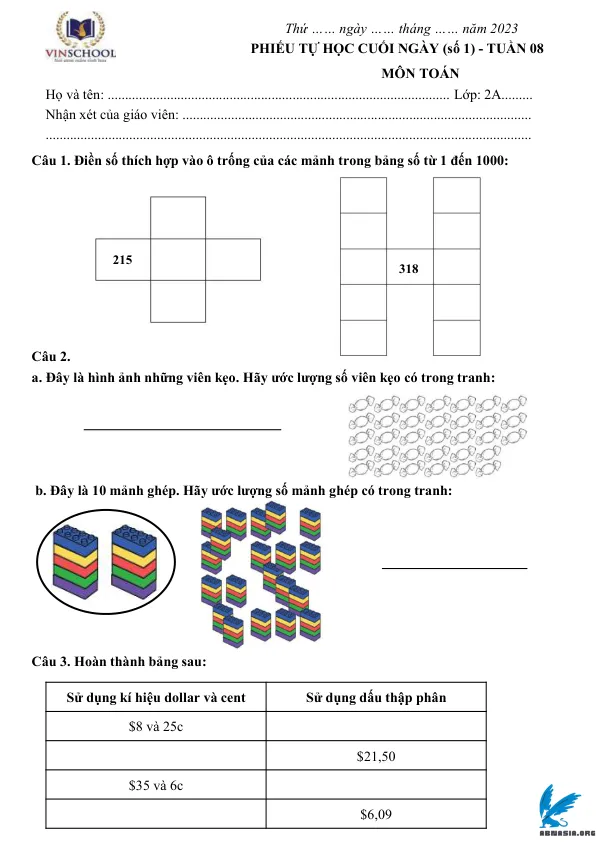 VINSCHOOL
Thứ …… ngày …… tháng …… năm 2023
PHIẾU TỰ HỌC CUỐI NGÀY (số 1) - TUẦN 08
MÔN TOÁN
Họ và tên: .................................................................................................. Lớp: 2A.........
Nhận xét của giáo viên: ....................................................................................................
............................................................................................................................................
Câu 1. Điền số thích hợp vào ô trống của các mảnh trong bảng số từ 1 đến 1000:
215
318
Câu 2.
a. Đây là hình ảnh những viên kẹo. Hãy ước lượng số viên kẹo có trong tranh:
b. Đây là 10 mảnh ghép. Hãy ước lượng số mảnh ghép có trong tranh:
Câu 3. Hoàn thành bảng sau:
Sử dụng kí hiệu dollar và cent Sử dụng dấu thập phân
$8 và 25c
$21,50
$35 và 6c
$6,09
ABMASIA.ORG